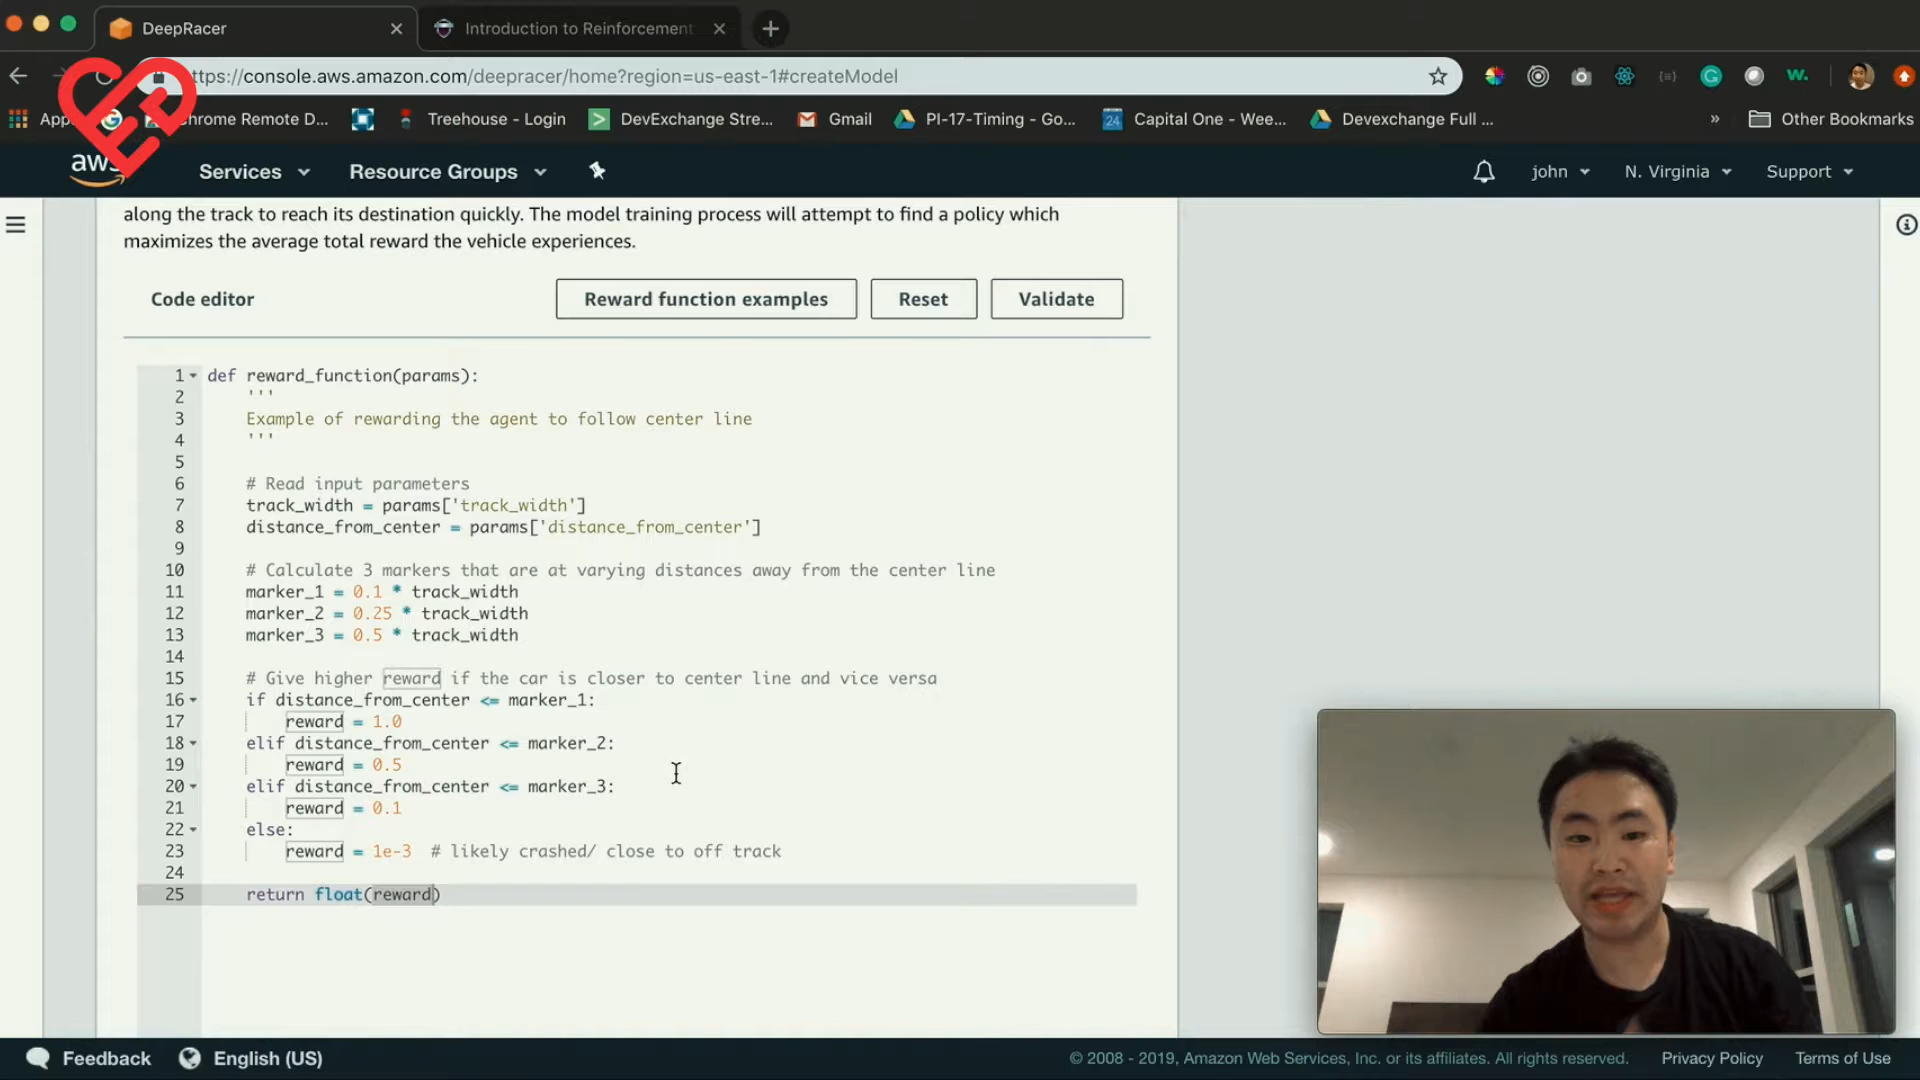 DeepRacer
Introduction to Reinforcement
ttps://console.aws.amazon.com/deepracer/home?region=us-east-1#createModel
App
hrome Remote D...
Treehouse - Login
DevExchange Stre...
Gmail
PI-17-Timing - Go...
24
Capital One - Wee...
Devexchange Full ...
»
Other Bookmarks
aws
Services
Resource Groups
john
N. Virginia
Support
along the track to reach its destination quickly. The model training process will attempt to find a policy which
maximizes the average total reward the vehicle experiences.
Code editor
Reward function examples
Reset
Validate
1 def reward_function(params):
2     '''
3     Example of rewarding the agent to follow center line
4     '''
5
6     # Read input parameters
7     track_width = params['track_width']
8     distance_from_center = params['distance_from_center']
9
10     # Calculate 3 markers that are at varying distances away from the center line
11     marker_1 = 0.1 * track_width
12     marker_2 = 0.25 * track_width
13     marker_3 = 0.5 * track_width
14
15     # Give higher reward if the car is closer to center line and vice versa
16     if distance_from_center <= marker_1:
17         reward = 1.0
18     elif distance_from_center <= marker_2:
19         reward = 0.5
20     elif distance_from_center <= marker_3:
21         reward = 0.1
22     else:
23         reward = 1e-3  # likely crashed/ close to off track
24
25     return float(reward)
Feedback
English (US)
© 2008 - 2019, Amazon Web Services, Inc. or its affiliates. All rights reserved.
Privacy Policy
Terms of Use